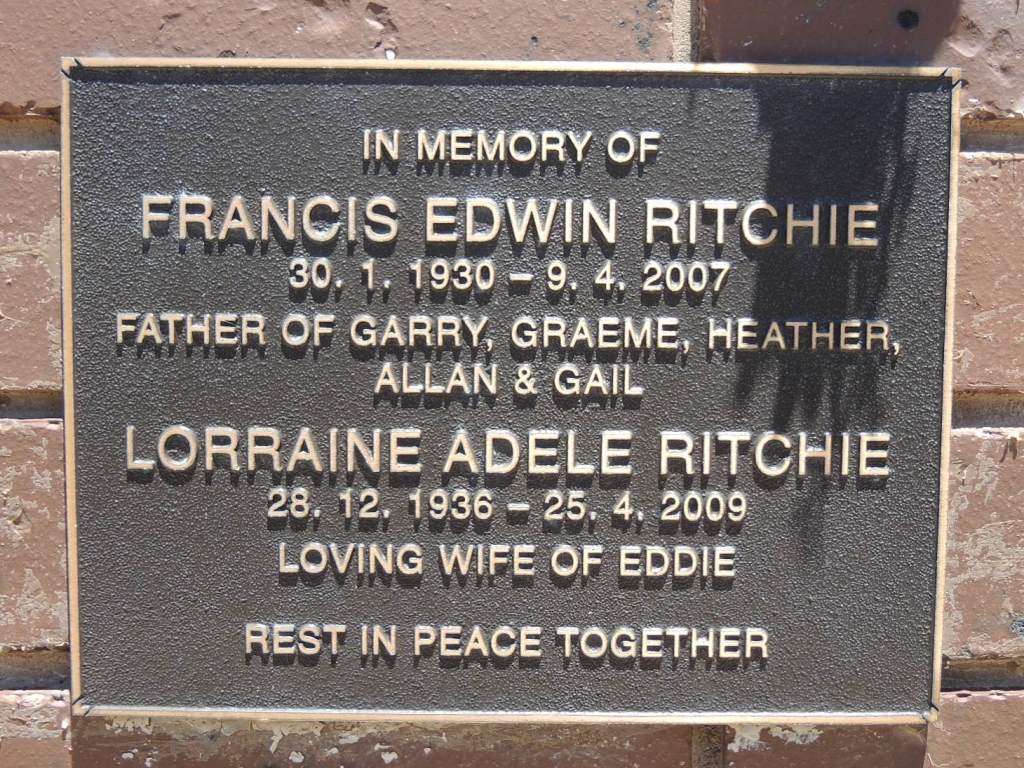 IN MEMORY OF
FRANCIS EDWIN RITCHIE
30. 1. 1930 – 9. 4. 2007
FATHER OF GARRY, GRAEME, HEATHER,
ALLAN & GAIL
LORRAINE ADELE RITCHIE
28. 12. 1936 – 25. 4. 2009
LOVING WIFE OF EDDIE
REST IN PEACE TOGETHER